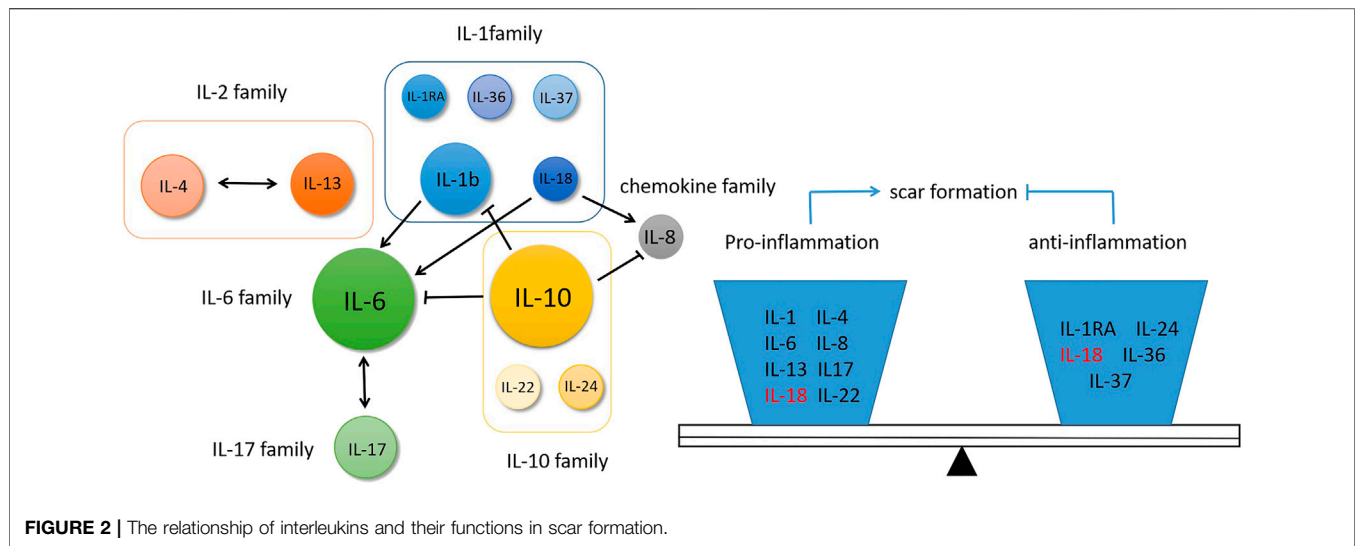 IL-1family
IL-2 family
IL-1RA
IL-36
IL-37
IL-4
IL-13
IL-1b
IL-18
chemokine family
IL-8
IL-6 family
IL-6
IL-10
IL-22
IL-24
IL-17 family
IL-17
IL-10 family
scar formation
Pro-inflammation
anti-inflammation
IL-1 IL-4
IL-6 IL-8
IL-13 IL17
IL-18 IL-22
IL-1RA IL-24
IL-18 IL-36
IL-37
FIGURE 2 | The relationship of interleukins and their functions in scar formation.